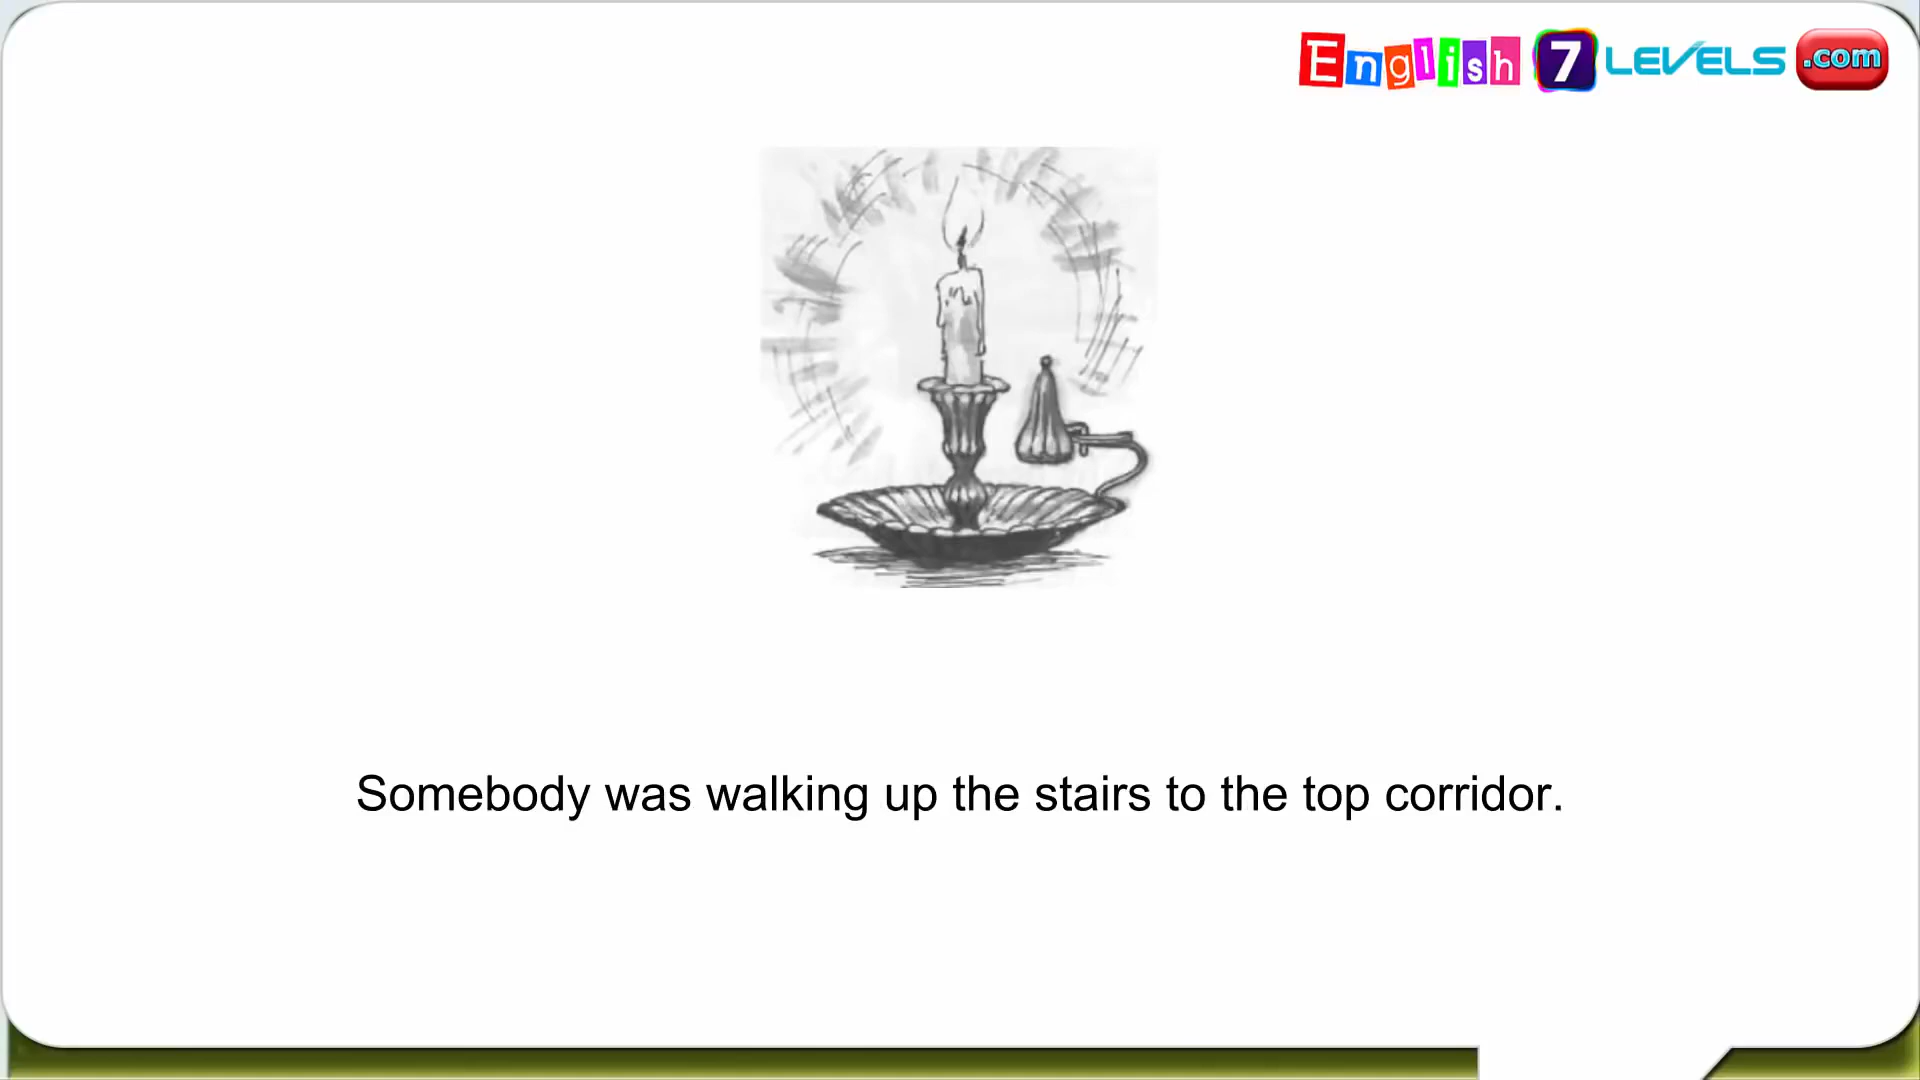 English 7 LEVELS .com
Somebody was walking up the stairs to the top corridor.